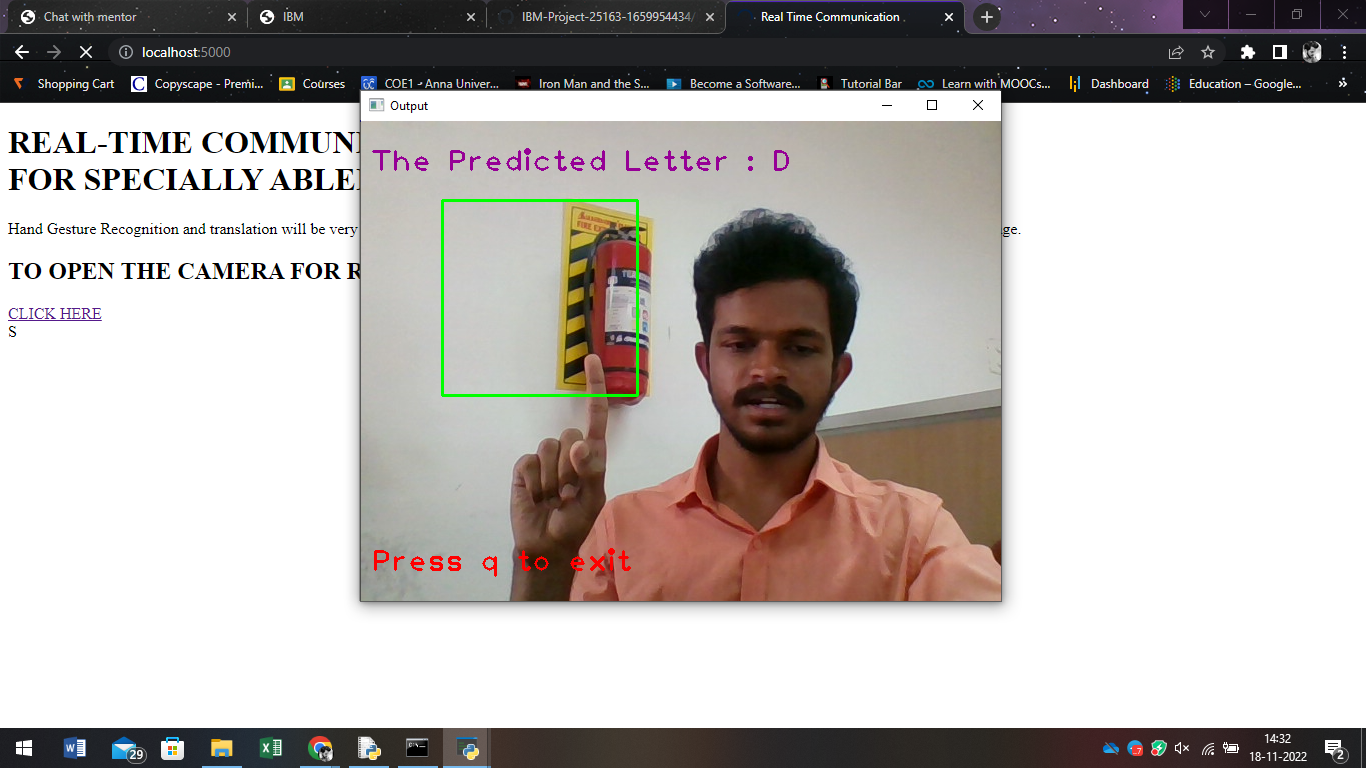 Chat with mentor
IBM
IBM-Project-25163-1659954434/
Real Time Communication
localhost:5000
Shopping Cart
Copyscape - Premi...
Courses
COE1 - Anna Univer...
Iron Man and the S...
Become a Software...
Tutorial Bar
Learn with MOOCs...
Dashboard
Education – Google...
»
Output
REAL-TIME COMMUN
FOR SPECIALLY ABLE
Hand Gesture Recognition and translation will be very
ge.
TO OPEN THE CAMERA FOR R
CLICK HERE
S
The Predicted Letter : D
Press q to exit
29
14:32
18-11-2022
2